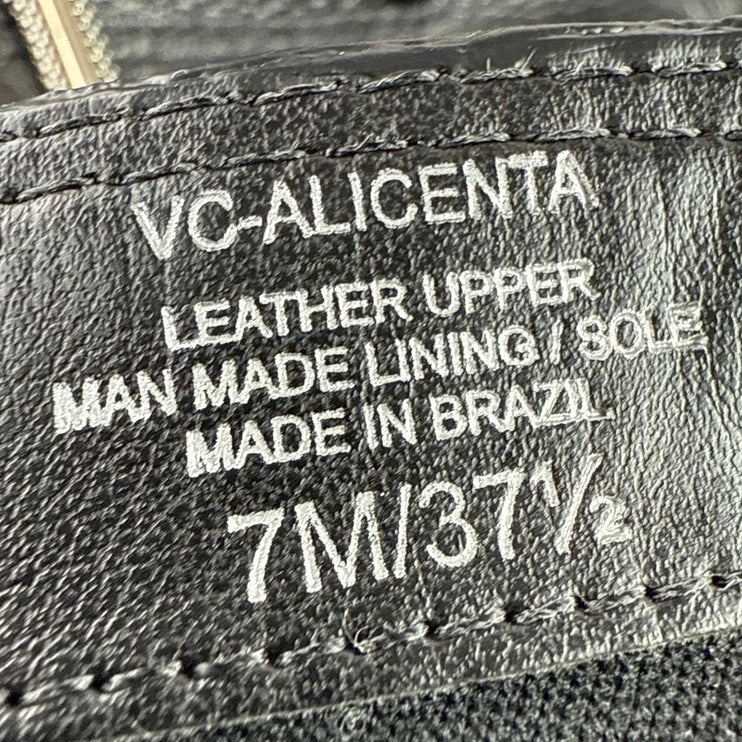 VC-ALICENTA
LEATHER UPPER
MAN MADE LINING / SOLE
MADE IN BRAZIL
7M/37½